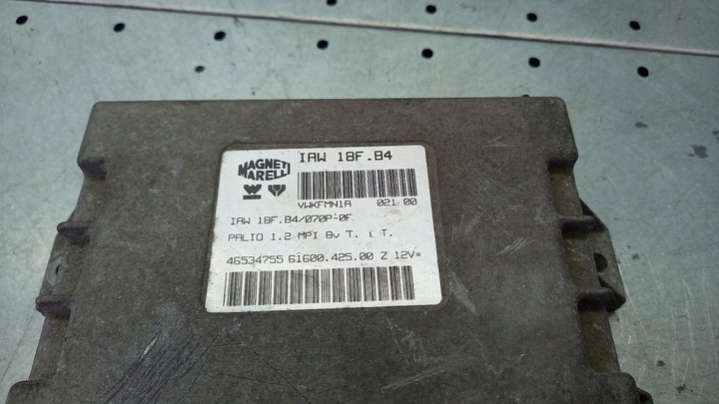 IAW 18F.B4
MAGNETI
MARELLI
VWKFMN1A 021/00
IAW 18F.B4/070P-0F
PALIO 1.2 MPI 8v T. T.
46534755 61600.425.00 Z 12V=